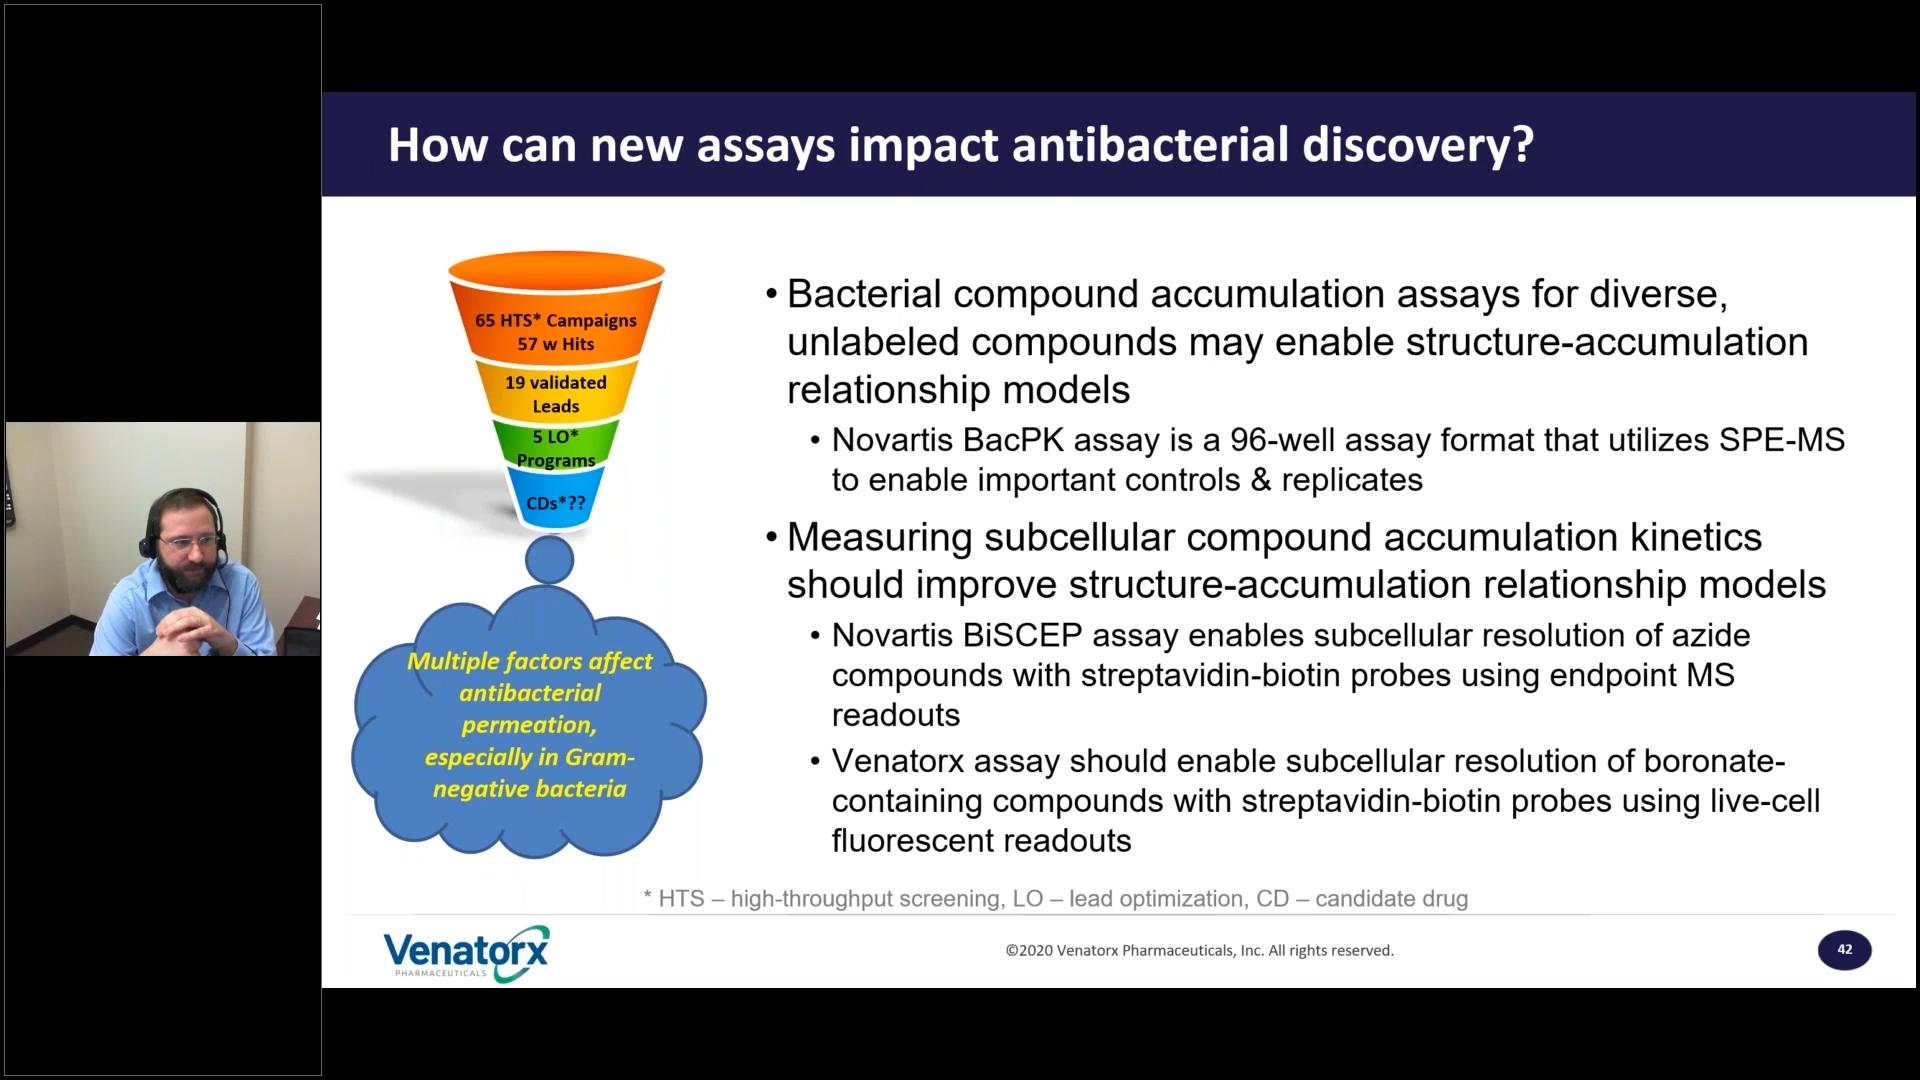 How can new assays impact antibacterial discovery?
65 HTS* Campaigns
57 w Hits
19 validated
Leads
5 LO*
Programs
CDs*??
Multiple factors affect
antibacterial
permeation,
especially in Gram-
negative bacteria
• Bacterial compound accumulation assays for diverse,
unlabeled compounds may enable structure-accumulation
relationship models
• Novartis BacPK assay is a 96-well assay format that utilizes SPE-MS
to enable important controls & replicates
• Measuring subcellular compound accumulation kinetics
should improve structure-accumulation relationship models
• Novartis BiSCEP assay enables subcellular resolution of azide
compounds with streptavidin-biotin probes using endpoint MS
readouts
• Venatorx assay should enable subcellular resolution of boronate-
containing compounds with streptavidin-biotin probes using live-cell
fluorescent readouts
* HTS – high-throughput screening, LO – lead optimization, CD – candidate drug
Venatorx
PHARMACEUTICALS
©2020 Venatorx Pharmaceuticals, Inc. All rights reserved.
42